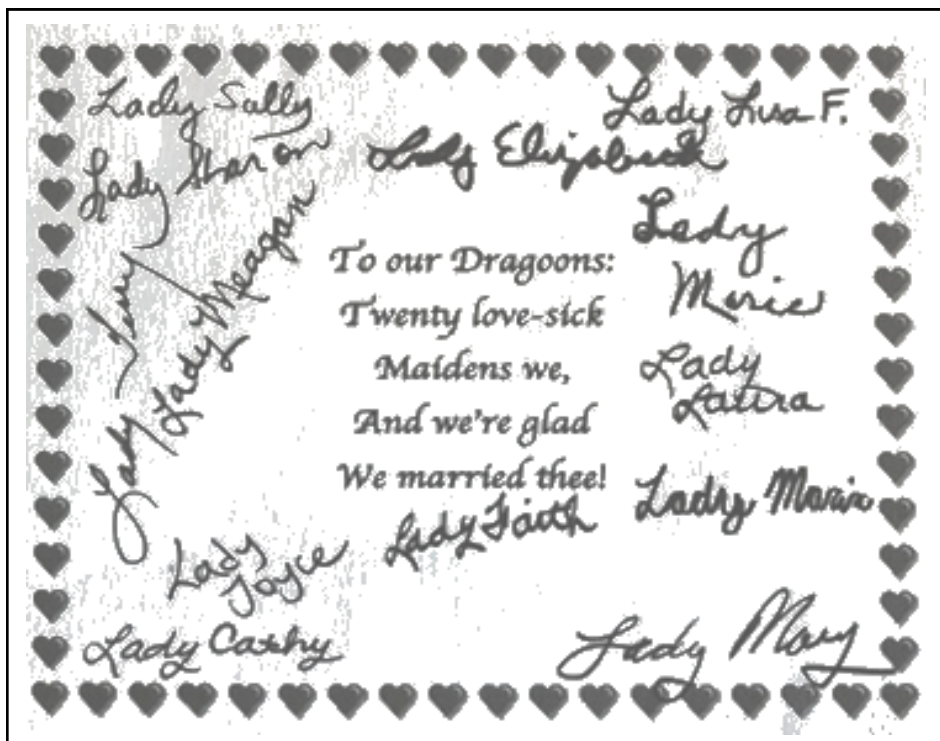 Lady Sally
Lady Lisa F.
Lady Sharon
Lady Elizabeth
Lady Meagan
Lady
Marie
To our Dragoons:
Twenty love-sick
Maidens we,
And we're glad
We married thee!
Lady
Laura
Lady Terry
Lady Maria
Lady Faith
Lady
Joyce
Lady Cathy
Lady Mary